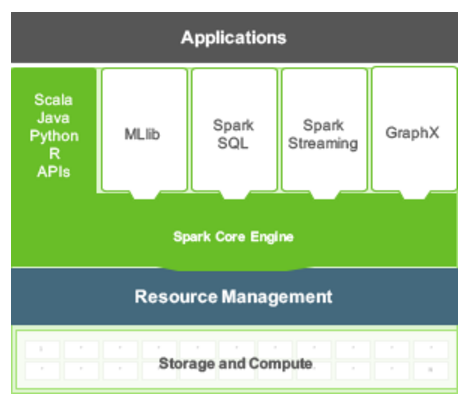 Applications
Scala
Java
Python
R
APIs
MLlib
Spark
SQL
Spark
Streaming
GraphX
Spark Core Engine
Resource Management
Storage and Compute